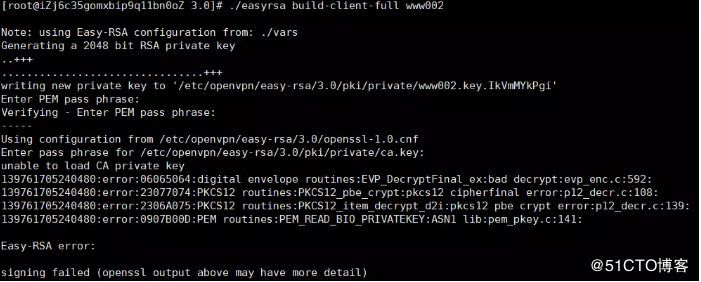 [root@iZj6c35gomxbip9q11bn0oZ 3.0]# ./easyrsa build-client-full www002
Note: using Easy-RSA configuration from: ./vars
Generating a 2048 bit RSA private key
..+++
................................+++
writing new private key to '/etc/openvpn/easy-rsa/3.0/pki/private/www002.key.IkVmMYkPgi'
Enter PEM pass phrase:
Verifying - Enter PEM pass phrase:
-----
Using configuration from /etc/openvpn/easy-rsa/3.0/openssl-1.0.cnf
Enter pass phrase for /etc/openvpn/easy-rsa/3.0/pki/private/ca.key:
unable to load CA private key
139761705240480:error:06065064:digital envelope routines:EVP_DecryptFinal_ex:bad decrypt:evp_enc.c:592:
139761705240480:error:23077074:PKCS12 routines:PKCS12_pbe_crypt:pkcs12 cipherfinal error:p12_decr.c:108:
139761705240480:error:2306A075:PKCS12 routines:PKCS12_item_decrypt_d2i:pkcs12 pbe crypt error:p12_decr.c:139:
139761705240480:error:0907B00D:PEM routines:PEM_READ_BIO_PRIVATEKEY:ASN1 lib:pem_pkey.c:141:
Easy-RSA error:
signing failed (openssl output above may have more detail)
@51CTO博客